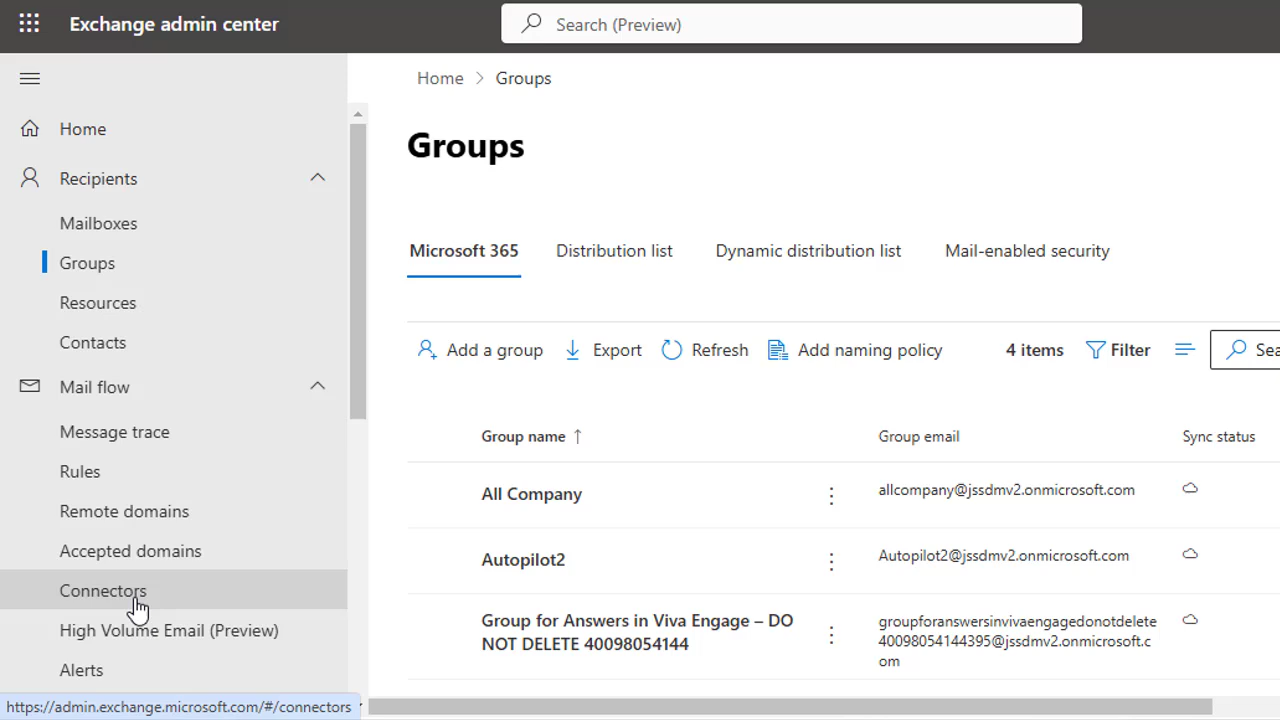 Exchange admin center
Search (Preview)
Home
Recipients
Mailboxes
Groups
Resources
Contacts
Mail flow
Message trace
Rules
Remote domains
Accepted domains
Connectors
High Volume Email (Preview)
Alerts
https://admin.exchange.microsoft.com/#/connectors
Home > Groups
Groups
Microsoft 365 Distribution list Dynamic distribution list Mail-enabled security
Add a group Export Refresh Add naming policy 4 items Filter Sea
Group name ↑ Group email Sync status
All Company allcompany@jssdmv2.onmicrosoft.com
Autopilot2 Autopilot2@jssdmv2.onmicrosoft.com
Group for Answers in Viva Engage – DO
NOT DELETE 40098054144
groupforanswersinvivaengagedonotdelete
40098054144395@jssdmv2.onmicrosoft.c
om